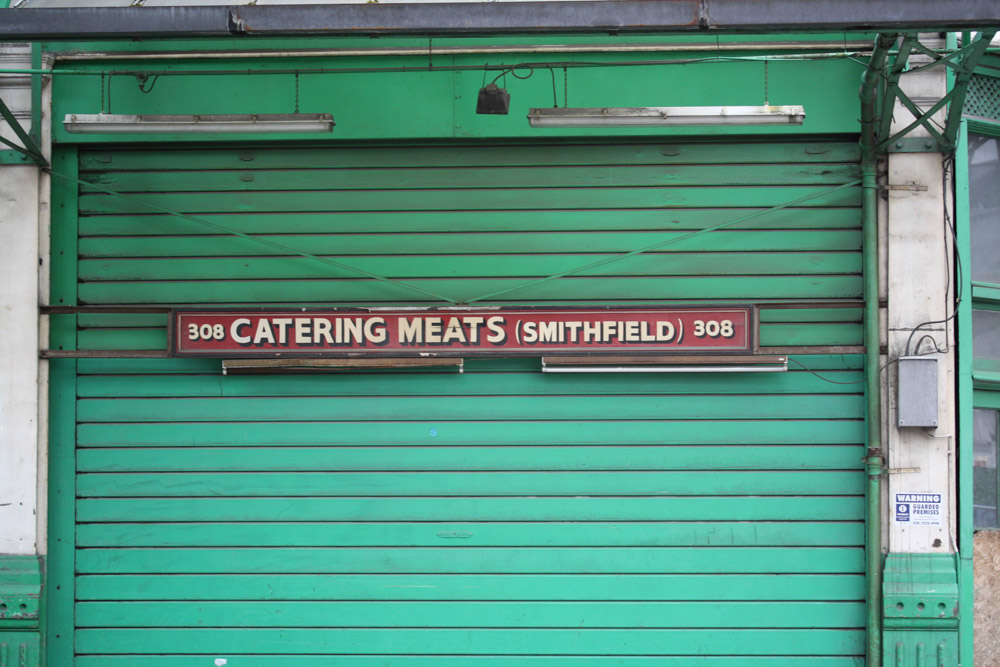 308 CATERING MEATS (SMITHFIELD) 308
WARNING
GUARDED
PREMISES